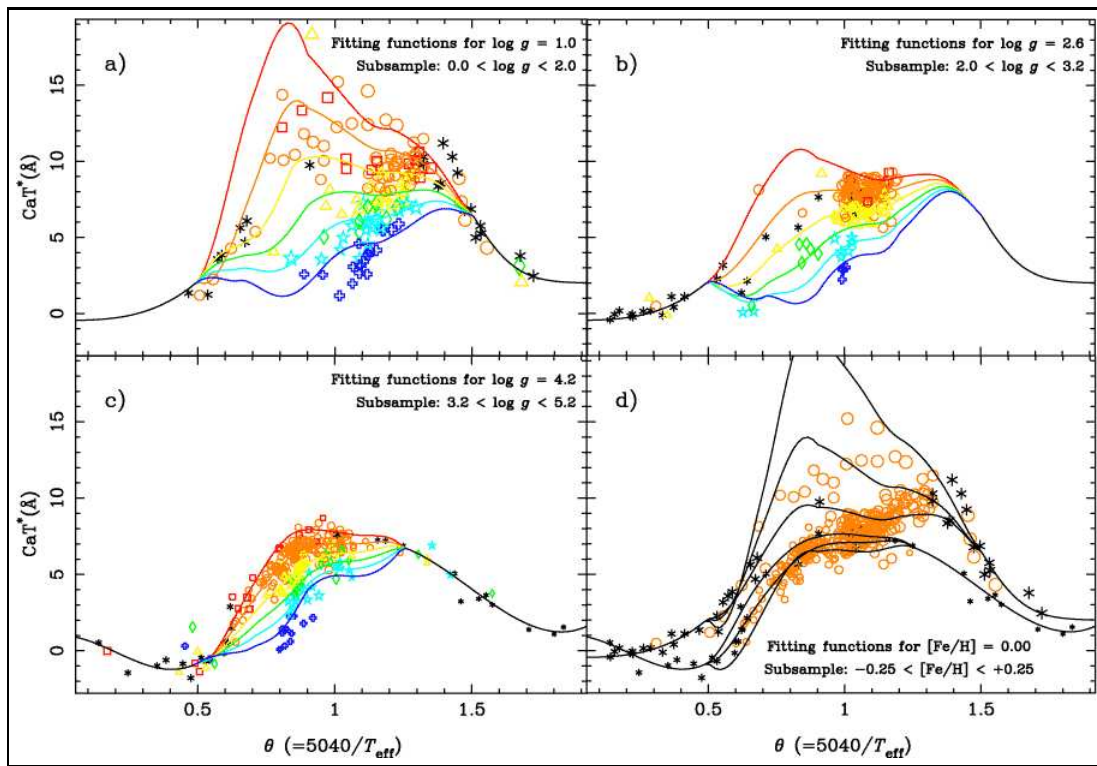 a)
Fitting functions for log g = 1.0
Subsample: 0.0 < log g < 2.0
b)
Fitting functions for log g = 2.6
Subsample: 2.0 < log g < 3.2
CaT*(Å)
15
10
5
0
c)
Fitting functions for log g = 4.2
Subsample: 3.2 < log g < 5.2
d)
Fitting functions for [Fe/H] = 0.00
Subsample: −0.25 < [Fe/H] < +0.25
CaT*(Å)
15
10
5
0
0.5 1 1.5
0.5 1 1.5
θ (=5040/Teff)
θ (=5040/Teff)